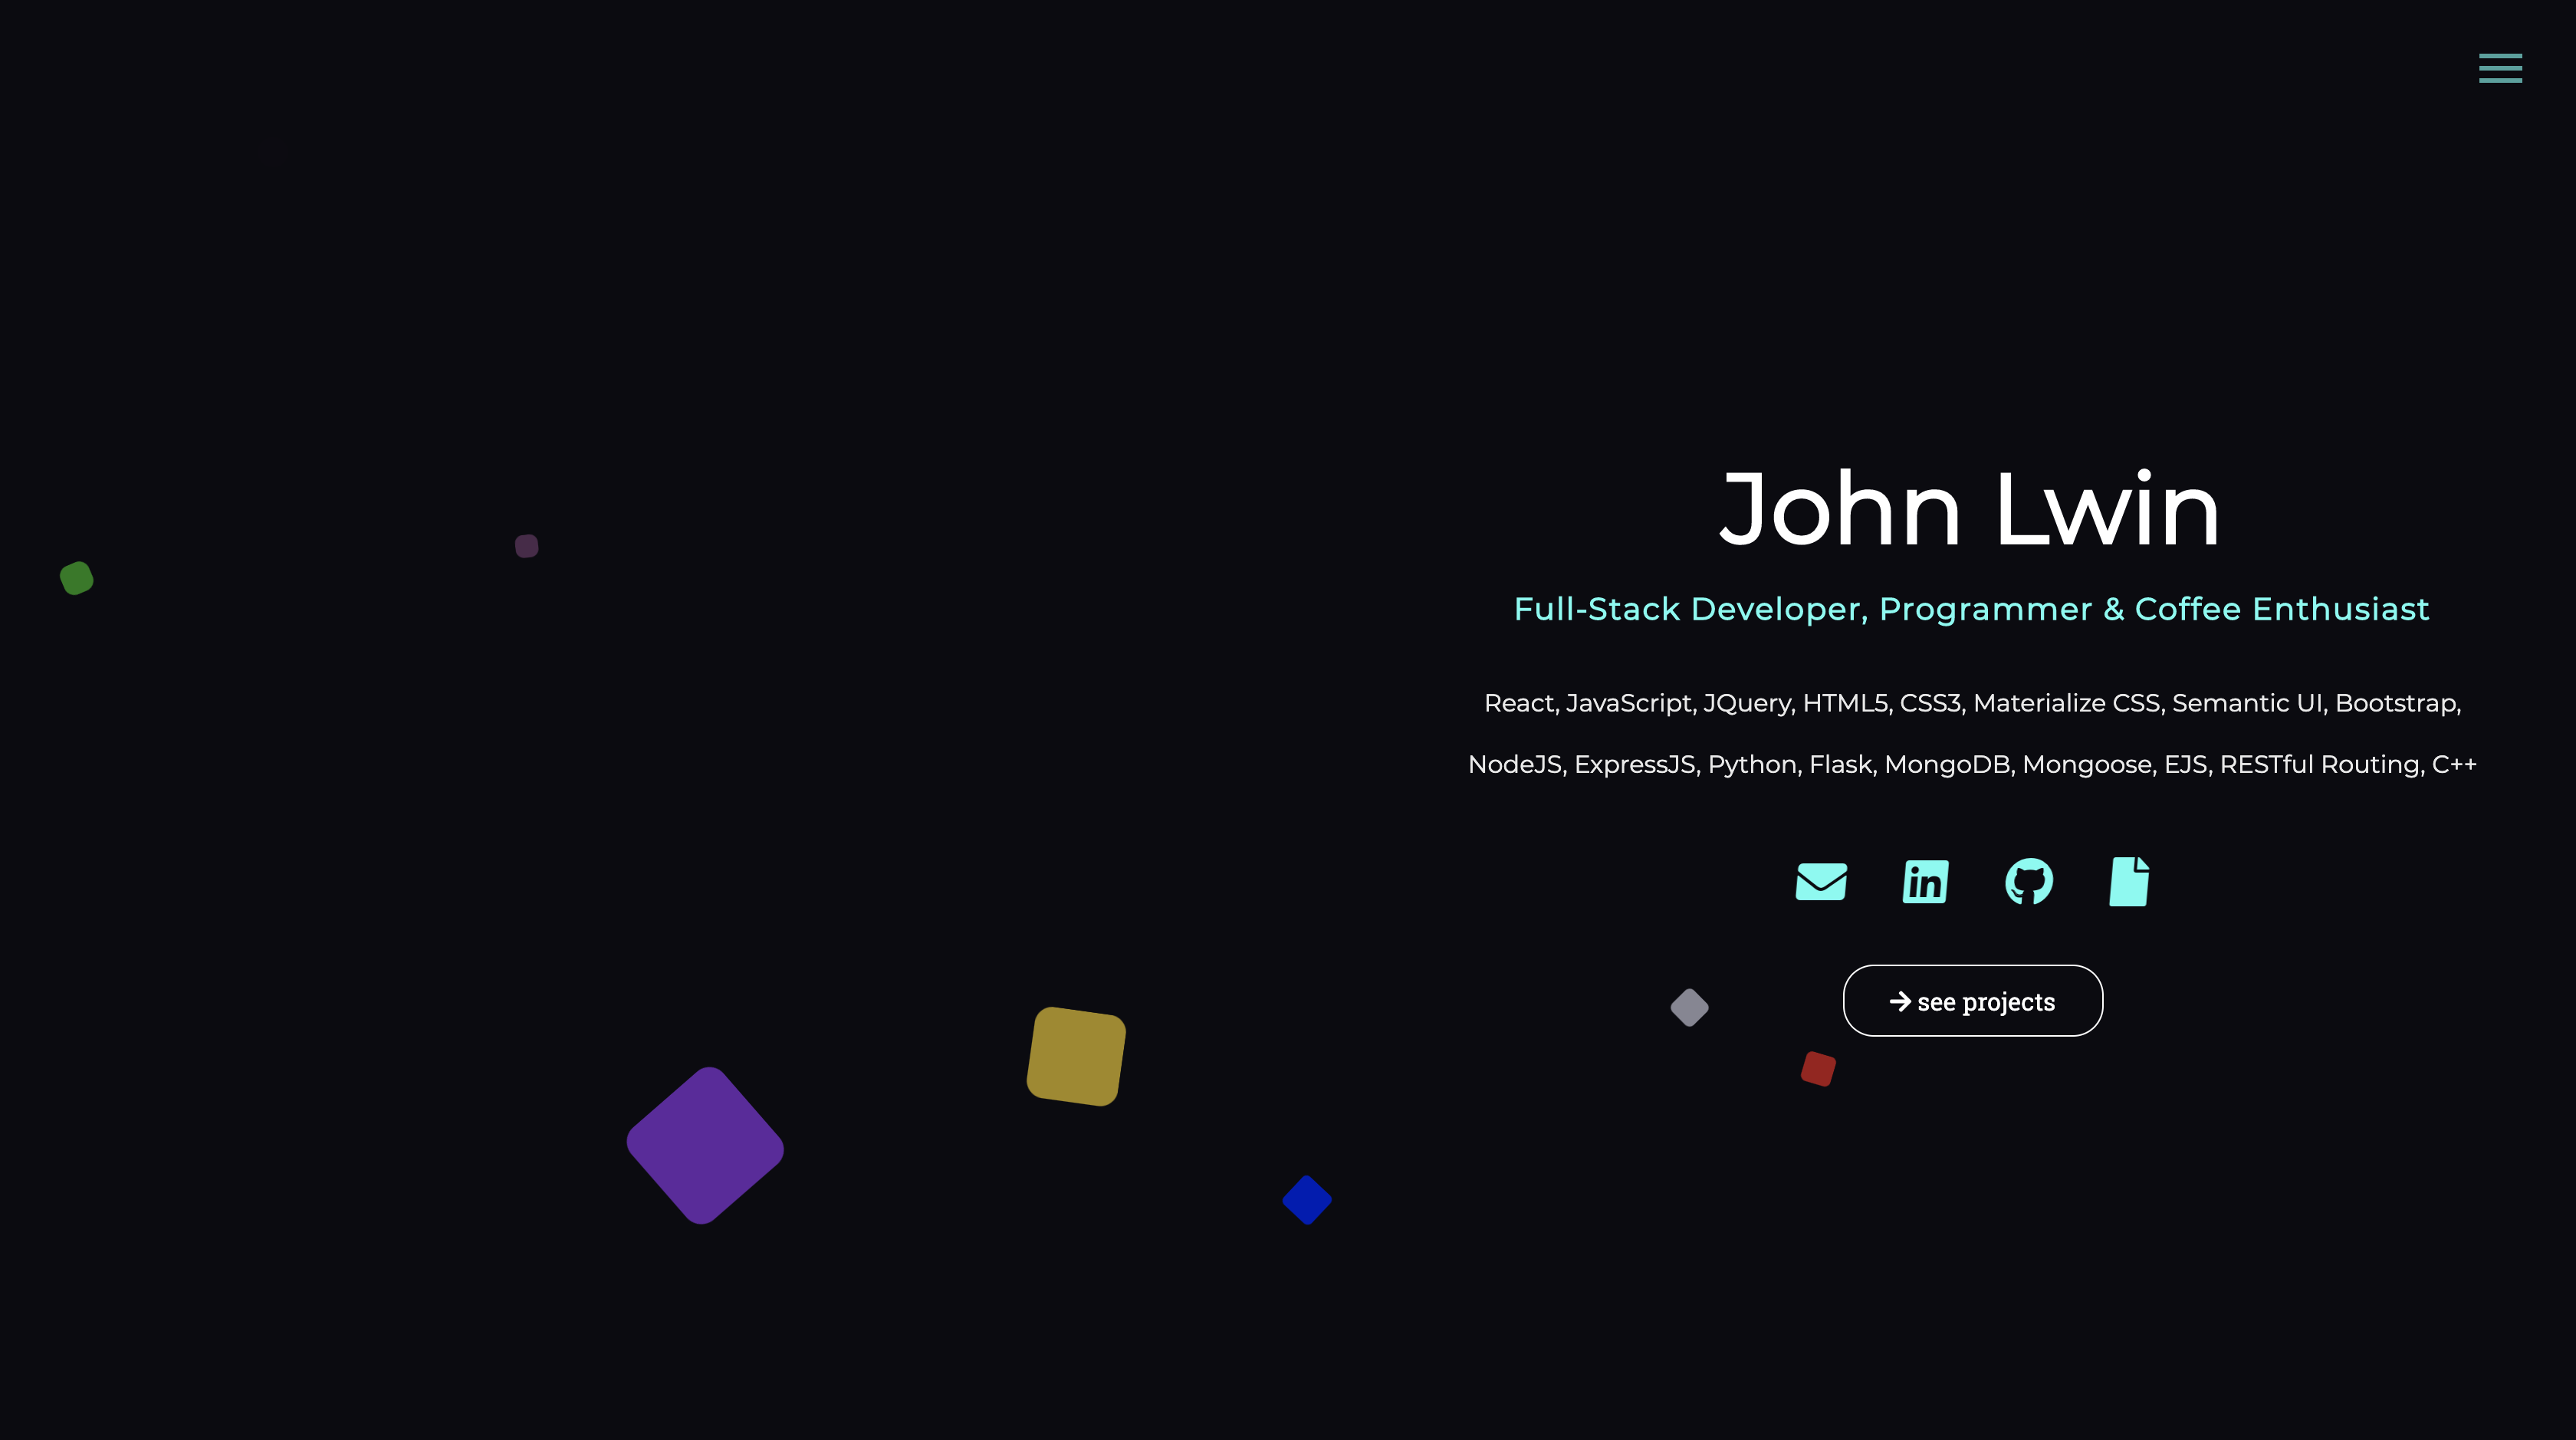 John Lwin
Full-Stack Developer, Programmer & Coffee Enthusiast
React, JavaScript, JQuery, HTML5, CSS3, Materialize CSS, Semantic UI, Bootstrap,
NodeJS, ExpressJS, Python, Flask, MongoDB, Mongoose, EJS, RESTful Routing, C++
in
see projects